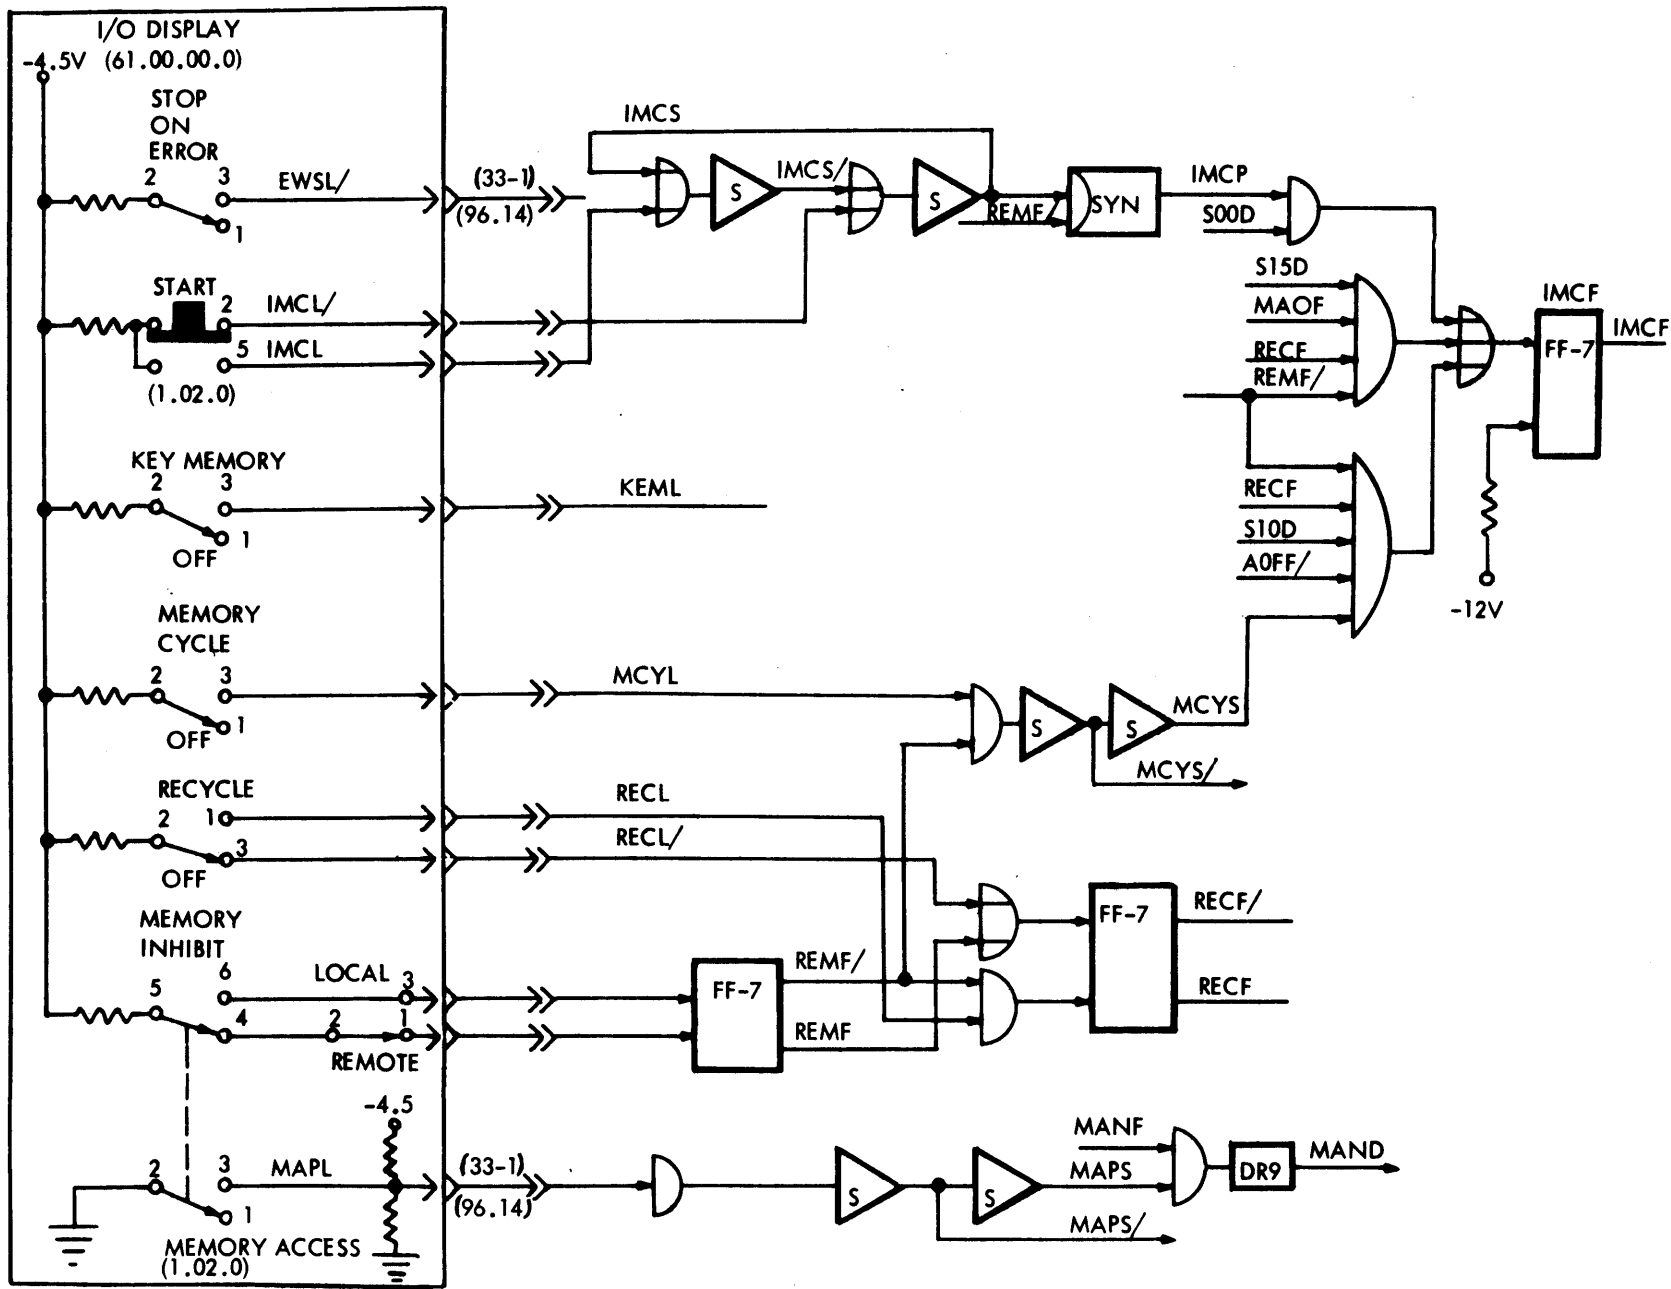 I/O DISPLAY
-4.5V (61.00.00.0)
STOP
ON
ERROR
2 3
EWSL/
1
(33-1)
(96.14)
IMCS
S
IMCS/
S
REMF/
SYN
IMCP
S00D
START
2 IMCL/
5 IMCL
(1.02.0)
S15D
MAOF
RECF
REMF/
IMCF
FF-7
IMCF
-12V
KEY MEMORY
2 3
1
OFF
KEML
RECF
S10D
A0FF/
MEMORY
CYCLE
2 3
1
OFF
MCYL
S
S
MCYS
MCYS/
RECYCLE
2 1
3
OFF
RECL
RECL/
FF-7
RECF/
RECF
MEMORY
INHIBIT
6
5
4
LOCAL 3
2 1
REMOTE
FF-7
REMF/
REMF
-4.5
2 3
MAPL
1
MEMORY ACCESS
(1.02.0)
(33-1)
(96.14)
S
S
MANF
MAPS
MAPS/
DR9
MAND